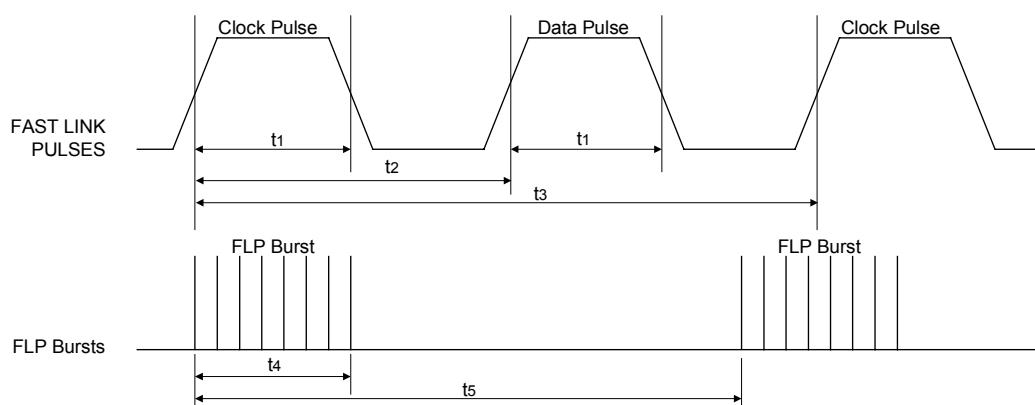 Clock Pulse Data Pulse Clock Pulse
FAST LINK
PULSES
t1 t1
t2
t3
FLP Burst FLP Burst
FLP Bursts
t4
t5